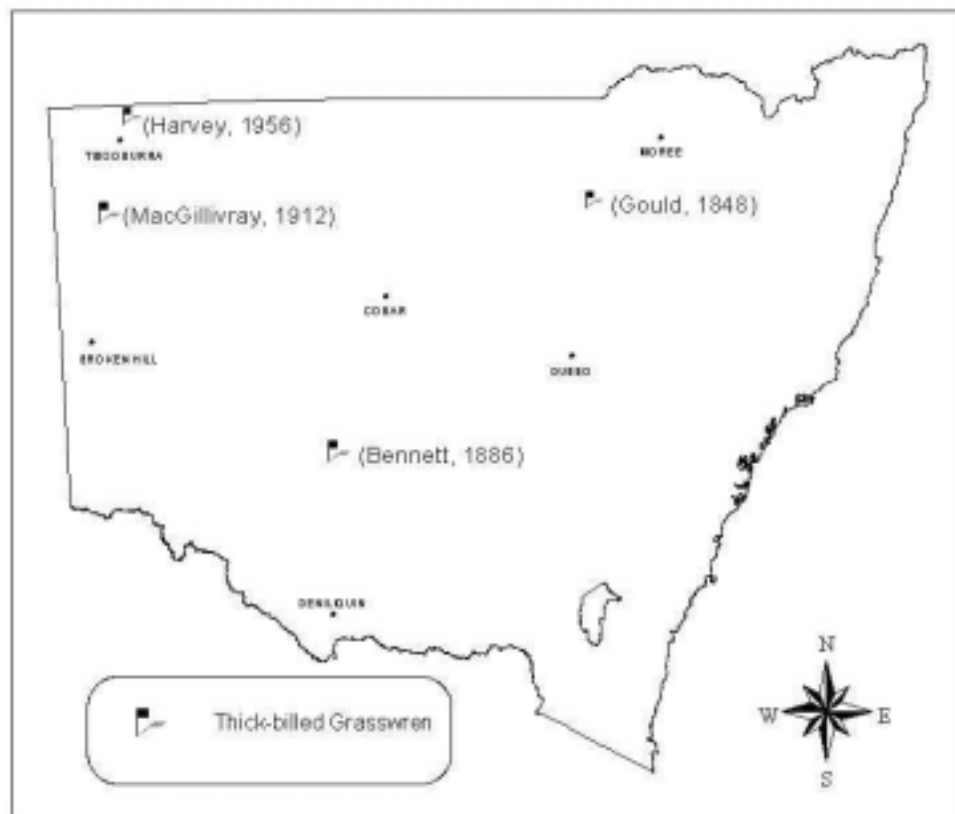 (Harvey, 1956)
TIBOOBURRA
MOREE
(MacGillivray, 1912)
(Gould, 1848)
COBAR
BROKEN HILL
DUBBO
(Bennett, 1886)
DENILIQUIN
Thick-billed Grasswren
N
W
E
S